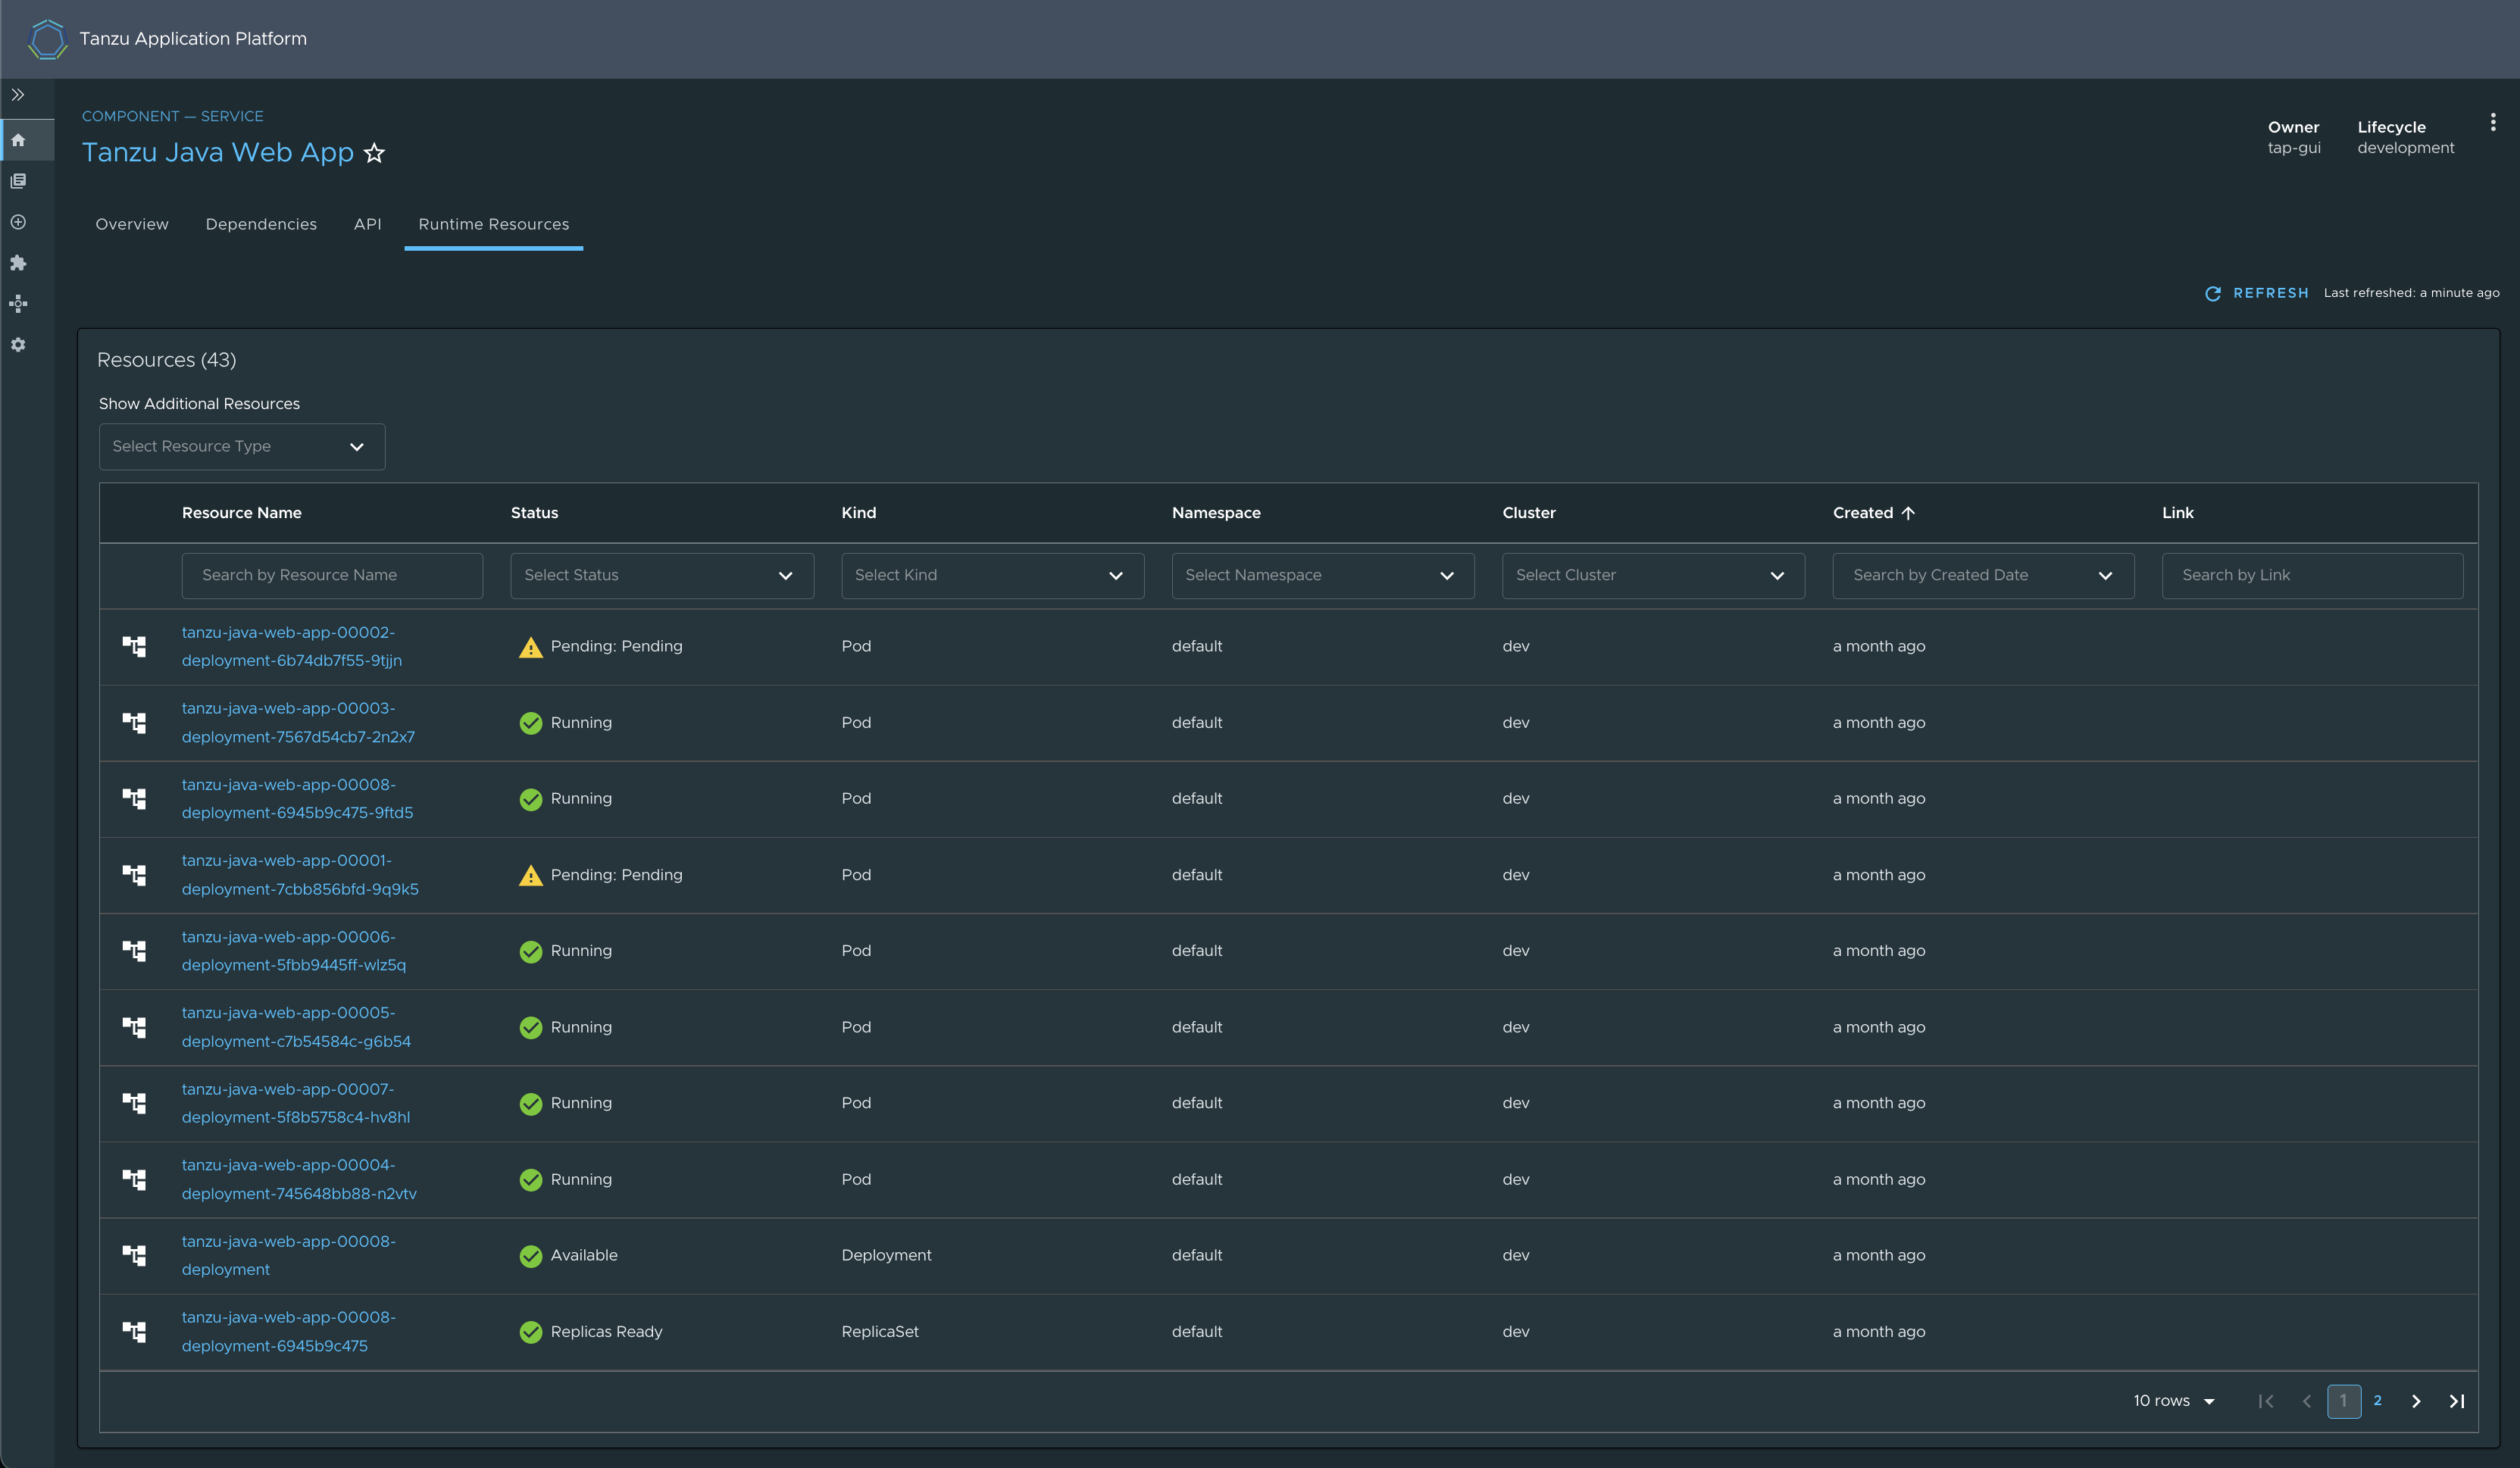 Tanzu Application Platform
COMPONENT — SERVICE
Tanzu Java Web App
Owner
tap-gui
Lifecycle
development
Overview Dependencies API Runtime Resources
REFRESH Last refreshed: a minute ago
Resources (43)
Show Additional Resources
Select Resource Type
Resource Name Status Kind Namespace Cluster Created Link
Search by Resource Name Select Status Select Kind Select Namespace Select Cluster Search by Created Date Search by Link
tanzu-java-web-app-00002-
deployment-6b74db7f55-9tjjn
Pending: Pending Pod default dev a month ago
tanzu-java-web-app-00003-
deployment-7567d54cb7-2n2x7
Running Pod default dev a month ago
tanzu-java-web-app-00008-
deployment-6945b9c475-9ftd5
Running Pod default dev a month ago
tanzu-java-web-app-00001-
deployment-7cbb856bfd-9q9k5
Pending: Pending Pod default dev a month ago
tanzu-java-web-app-00006-
deployment-5fbb9445ff-wlz5q
Running Pod default dev a month ago
tanzu-java-web-app-00005-
deployment-c7b54584c-g6b54
Running Pod default dev a month ago
tanzu-java-web-app-00007-
deployment-5f8b5758c4-hv8hl
Running Pod default dev a month ago
tanzu-java-web-app-00004-
deployment-745648bb88-n2vtv
Running Pod default dev a month ago
tanzu-java-web-app-00008-
deployment
Available Deployment default dev a month ago
tanzu-java-web-app-00008-
deployment-6945b9c475
Replicas Ready ReplicaSet default dev a month ago
10 rows 1 2